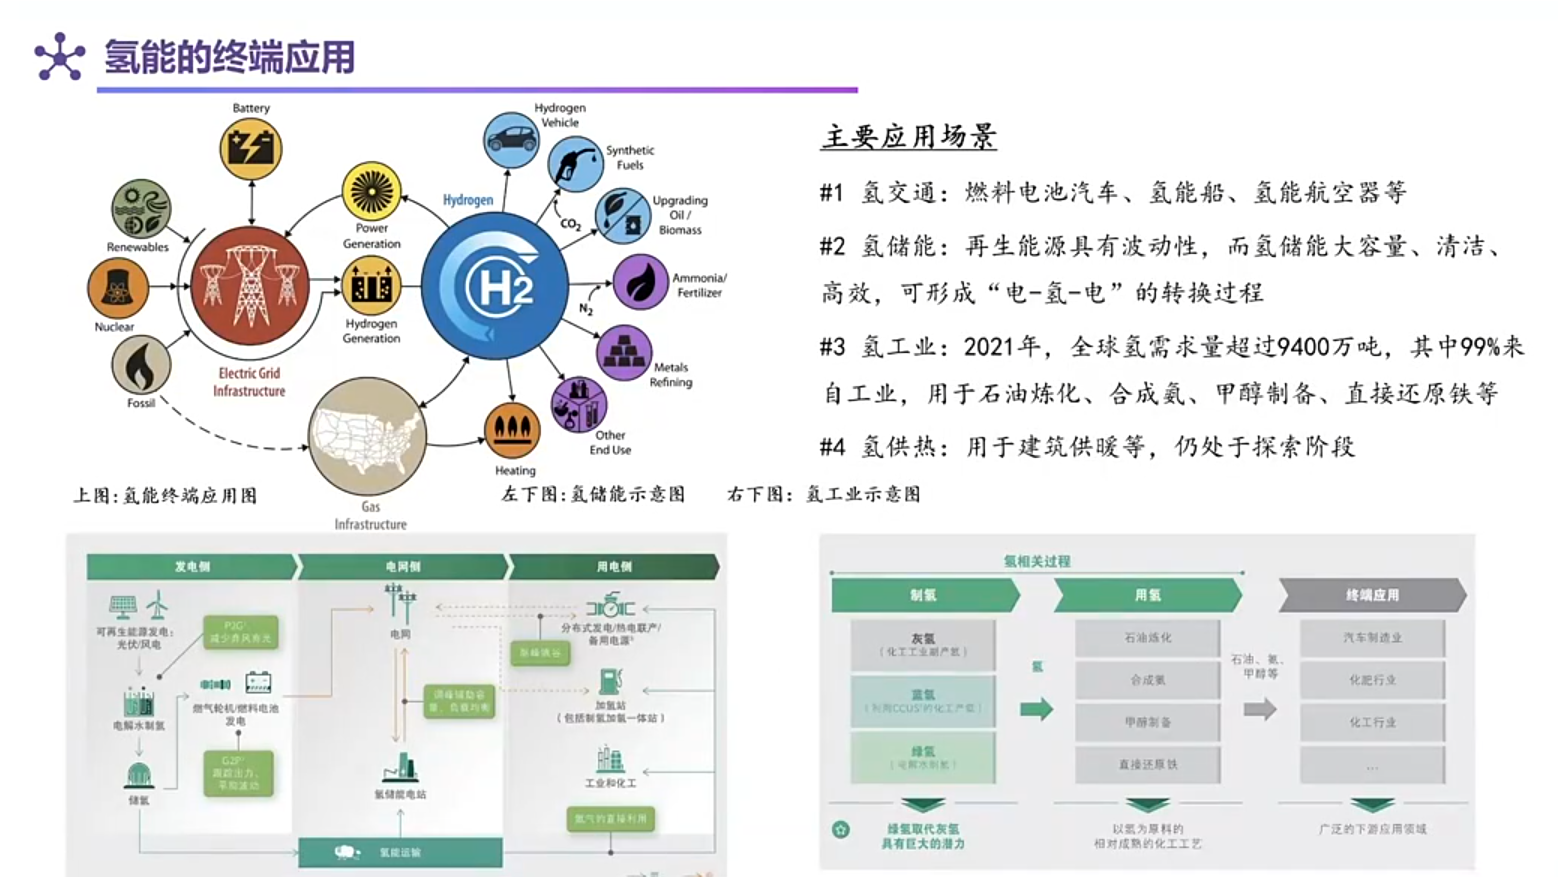 氢能的终端应用
Battery
Renewables
Nuclear
Fossil
Electric Grid
Infrastructure
Power
Generation
Hydrogen
Generation
Hydrogen
H2
Hydrogen
Vehicle
Synthetic
Fuels
CO2
Upgrading
Oil /
Biomass
Ammonia/
Fertilizer
N2
Metals
Refining
Other
End Use
Heating
Gas
Infrastructure
主要应用场景
#1 氢交通：燃料电池汽车、氢能船、氢能航空器等
#2 氢储能：再生能源具有波动性，而氢储能大容量、清洁、
高效，可形成“电-氢-电”的转换过程
#3 氢工业：2021年，全球氢需求量超过9400万吨，其中99%来
自工业，用于石油炼化、合成氨、甲醇制备、直接还原铁等
#4 氢供热：用于建筑供暖等，仍处于探索阶段
上图:氢能终端应用图
左下图:氢储能示意图
右下图：氢工业示意图
发电侧
电网侧
用电侧
可再生能源发电：
光伏/风电
P2G
减少弃风弃光
电解水制氢
燃气轮机/燃料电池
发电
G2P
跟踪出力、
平抑波动
储氢
电网
氢储能电站
氢能运输
分布式发电/热电联产/
备用电源
加氢站
（包括制氢加氢一体站）
工业和化工
氢气的直接利用
氢相关过程
制氢
用氢
终端应用
灰氢
（化工工业副产氢）
蓝氢
（利用CCUS的化工产氢）
绿氢
（电解水制氢）
氢
石油炼化
合成氨
甲醇制备
直接还原铁
石油、氨、
甲醇等
汽车制造业
化肥行业
化工行业
...
绿氢取代灰氢
具有巨大的潜力
以氢为原料的
相对成熟的化工工艺
广泛的下游应用领域